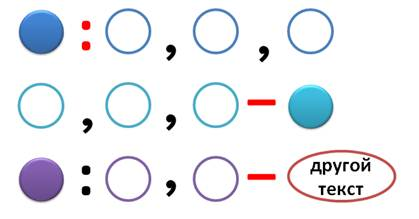 : , ,
, , –
: , – другой
текст